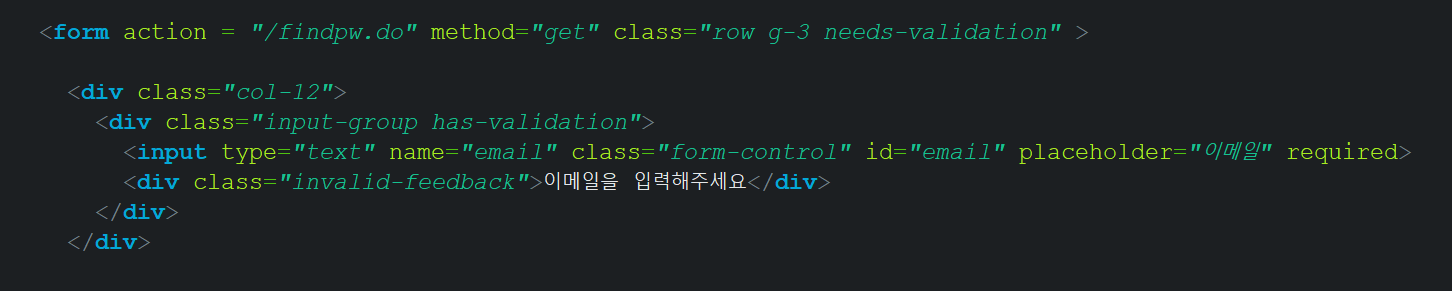 <form action = "/findpw.do" method="get" class="row g-3 needs-validation" >
<div class="col-12">
<div class="input-group has-validation">
<input type="text" name="email" class="form-control" id="email" placeholder="이메일" required>
<div class="invalid-feedback">이메일을 입력해주세요</div>
</div>
</div>